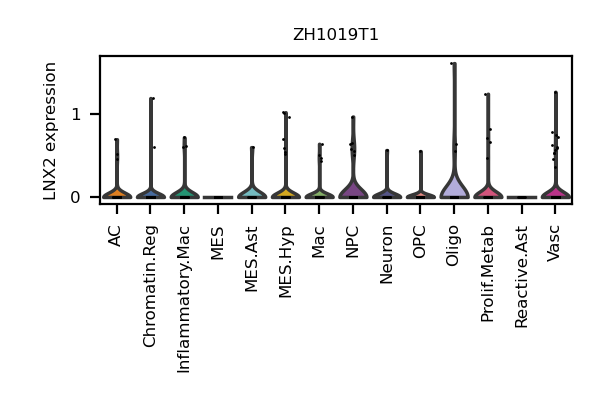 ZH1019T1
LNX2 expression
1
0
AC
Chromatin.Reg
Inflammatory.Mac
MES
MES.Ast
MES.Hyp
Mac
NPC
Neuron
OPC
Oligo
Prolif.Metab
Reactive.Ast
Vasc